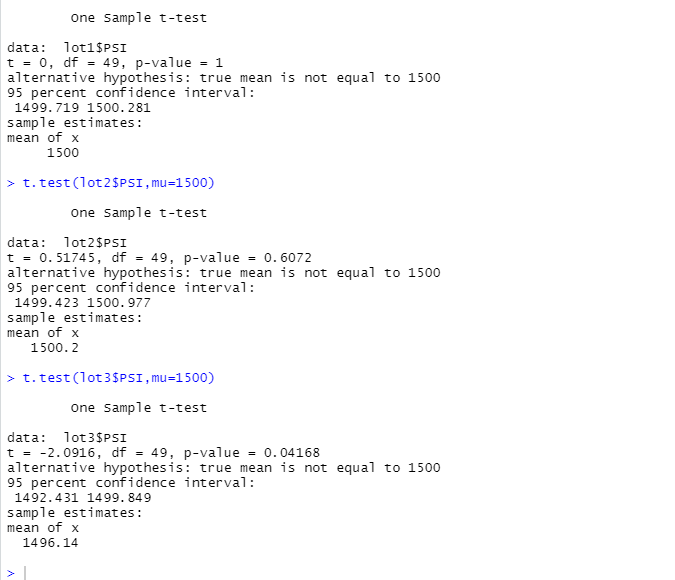 One Sample t-test
data:  lot1$PSI
t = 0, df = 49, p-value = 1
alternative hypothesis: true mean is not equal to 1500
95 percent confidence interval:
1499.719 1500.281
sample estimates:
mean of x
1500
> t.test(lot2$PSI,mu=1500)
One Sample t-test
data:  lot2$PSI
t = 0.51745, df = 49, p-value = 0.6072
alternative hypothesis: true mean is not equal to 1500
95 percent confidence interval:
1499.423 1500.977
sample estimates:
mean of x
1500.2
> t.test(lot3$PSI,mu=1500)
One Sample t-test
data:  lot3$PSI
t = -2.0916, df = 49, p-value = 0.04168
alternative hypothesis: true mean is not equal to 1500
95 percent confidence interval:
1492.431 1499.849
sample estimates:
mean of x
1496.14
>